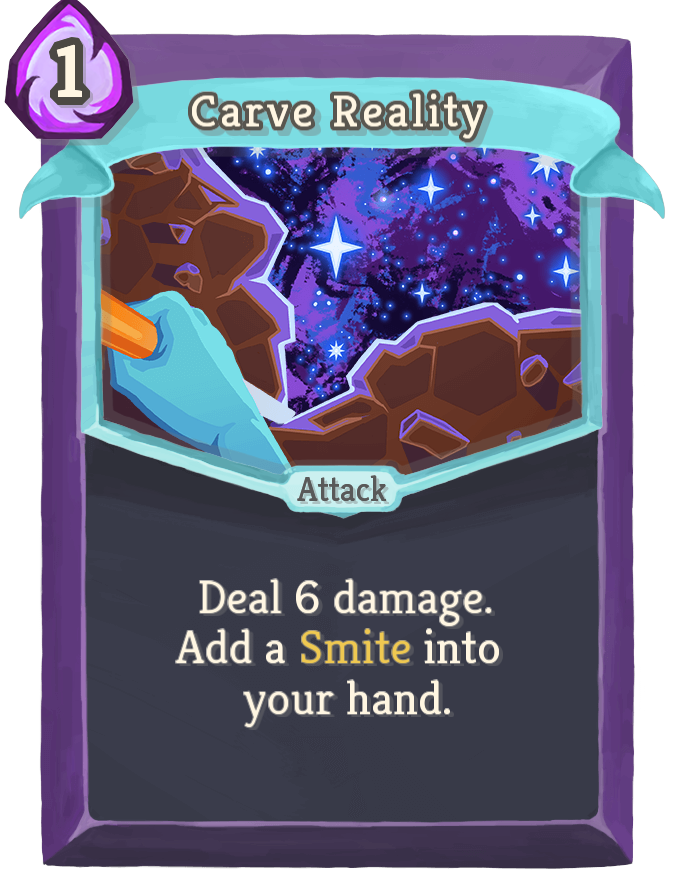 1
Carve Reality
Attack
Deal 6 damage.
Add a Smite into
your hand.